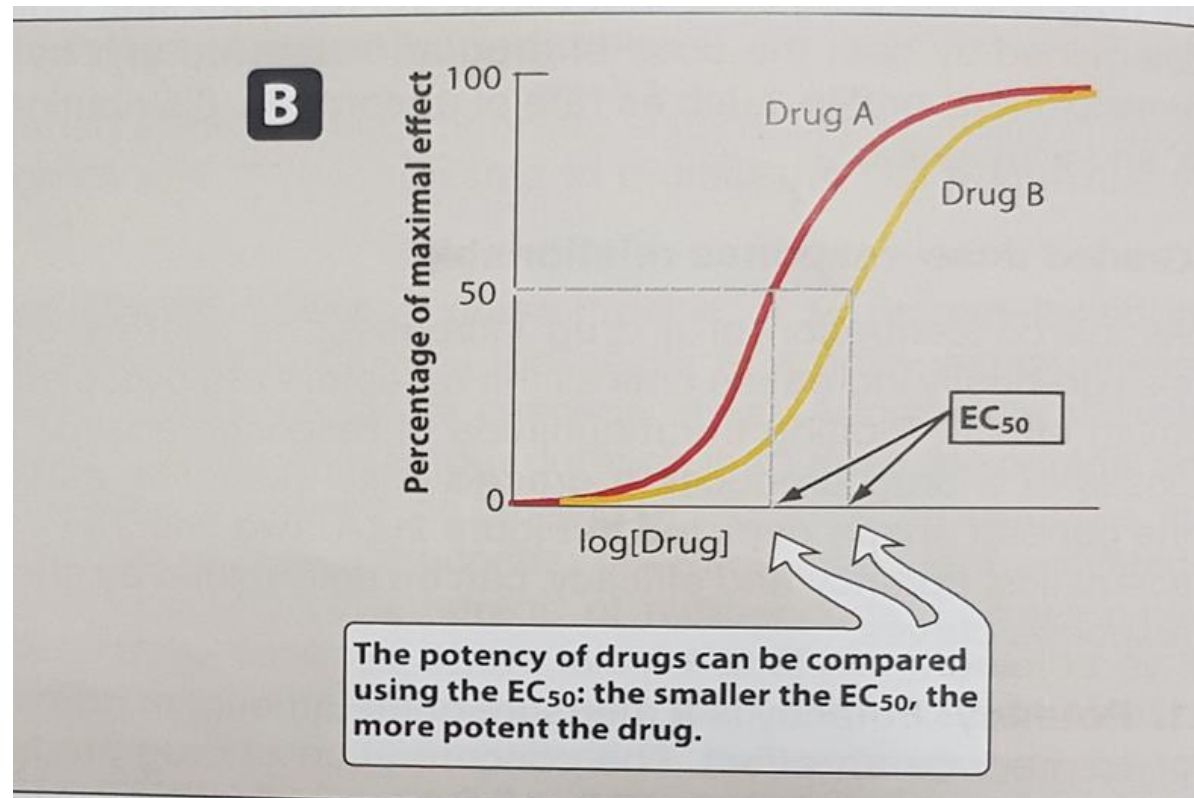 B
Percentage of maximal effect
100
50
0
Drug A
Drug B
EC50
log[Drug]
The potency of drugs can be compared
using the EC50: the smaller the EC50, the
more potent the drug.